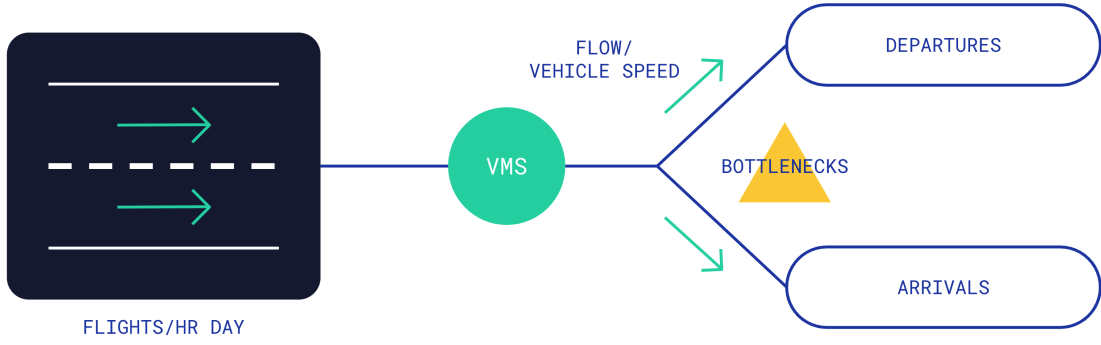 FLOW/
VEHICLE SPEED
DEPARTURES
VMS
BOTTLENECKS
ARRIVALS
FLIGHTS/HR DAY